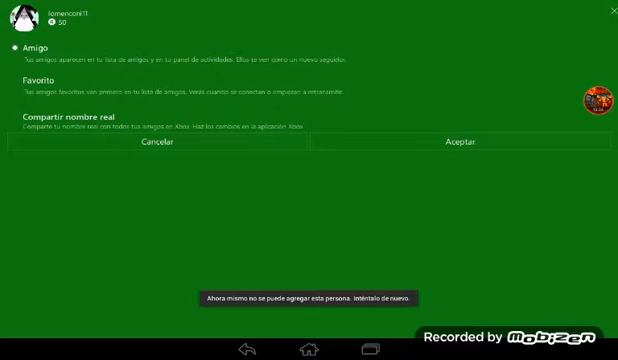 lomenconi11
G 50
Amigo
Tus amigos aparecen en tu lista de amigos y en tu panel de actividades. Ellos te ven como un nuevo seguidor.
Favorito
Tus amigos favoritos ven primero en tu lista de amigos. Verás cuando se conectan o empiezan a retransmitir.
Compartir nombre real
Comparte tu nombre real con todos tus amigos en Xbox. Haz los cambios en la aplicación Xbox.
Cancelar
Aceptar
Ahora mismo no se puede agregar esta persona. Inténtalo de nuevo.
Recorded by Mobizen